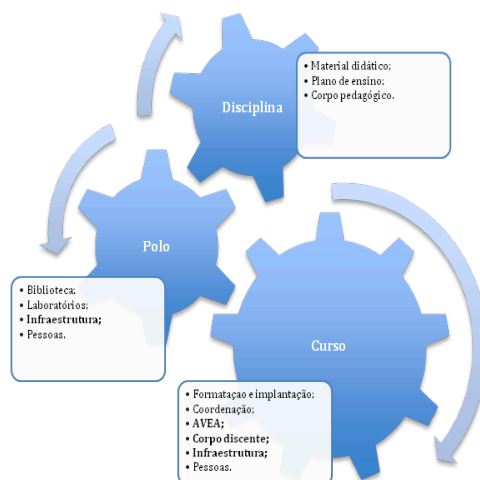 Disciplina
• Material didático;
• Plano de ensino;
• Corpo pedagógico.
Polo
• Biblioteca;
• Laboratórios;
• Infraestrutura;
• Pessoas.
Curso
• Formataçao e implantação;
• Coordenação;
• AVEA;
• Corpo discente;
• Infraestrutura;
• Pessoas.